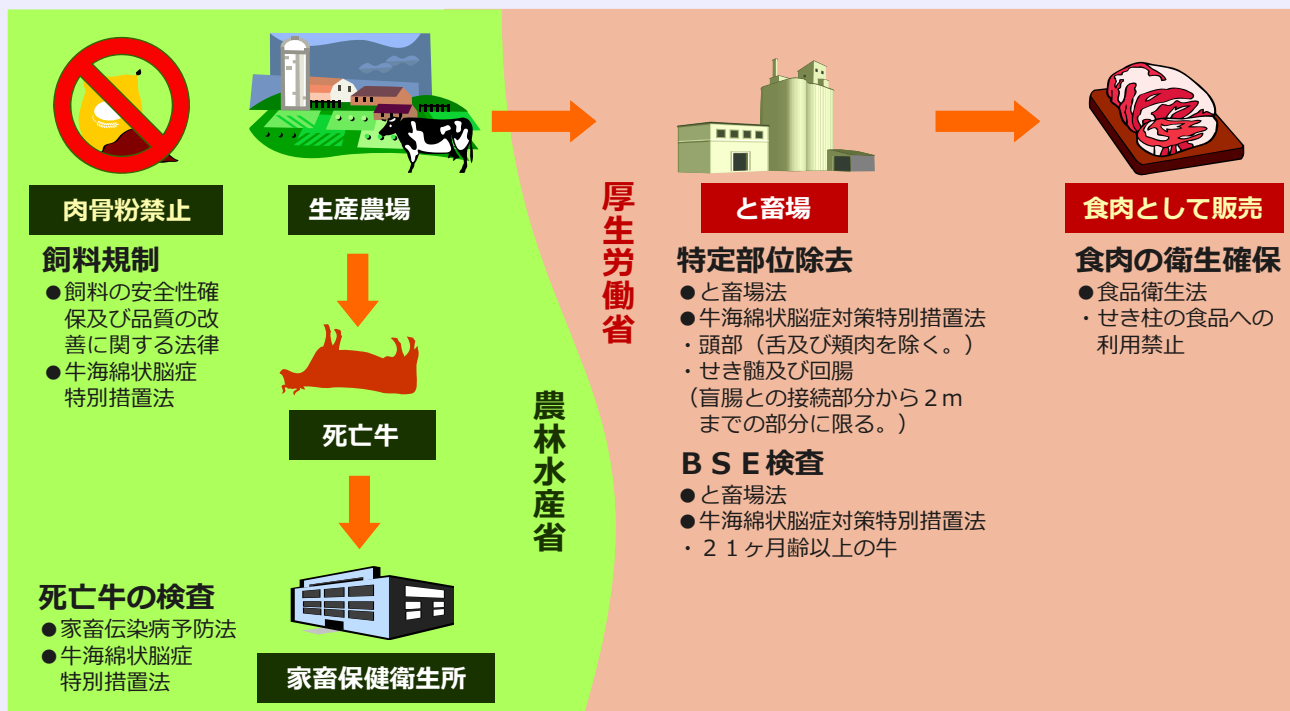 肉骨粉禁止
飼料規制
●飼料の安全性確
保及び品質の改
善に関する法律
●牛海綿状脳症
特別措置法
生産農場
死亡牛
死亡牛の検査
●家畜伝染病予防法
●牛海綿状脳症
特別措置法
家畜保健衛生所
農林水産省
厚生労働省
と畜場
特定部位除去
●と畜場法
●牛海綿状脳症対策特別措置法
・頭部（舌及び頬肉を除く。）
・せき髄及び回腸
（盲腸との接続部分から２ｍ
までの部分に限る。）
ＢＳＥ検査
●と畜場法
●牛海綿状脳症対策特別措置法
・２１ヶ月齢以上の牛
食肉として販売
食肉の衛生確保
●食品衛生法
・せき柱の食品への
利用禁止